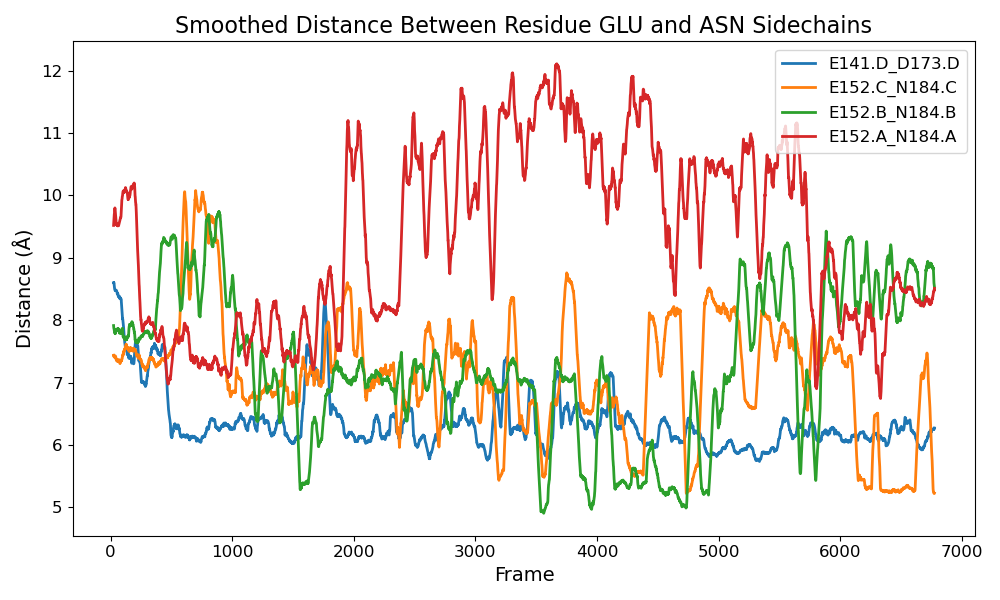 Smoothed Distance Between Residue GLU and ASN Sidechains
E141.D_D173.D
E152.C_N184.C
E152.B_N184.B
E152.A_N184.A
Distance (Å)
12
11
10
9
8
7
6
5
0 1000 2000 3000 4000 5000 6000 7000
Frame